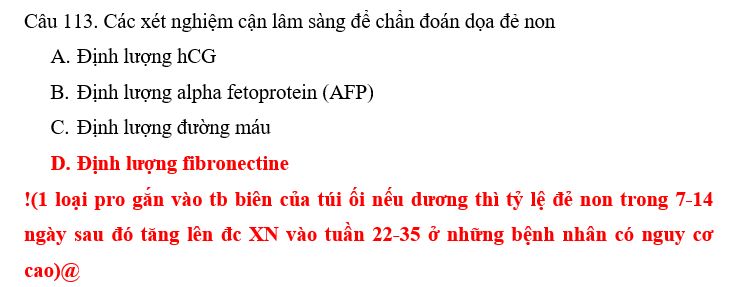 Câu 113. Các xét nghiệm cận lâm sàng để chẩn đoán dọa đẻ non
A. Định lượng hCG
B. Định lượng alpha fetoprotein (AFP)
C. Định lượng đường máu
D. Định lượng fibronectine
!(1 loại pro gắn vào tb biên của túi ối nếu dương thì tỷ lệ đẻ non trong 7-14
ngày sau đó tăng lên đc XN vào tuần 22-35 ở những bệnh nhân có nguy cơ
cao)@